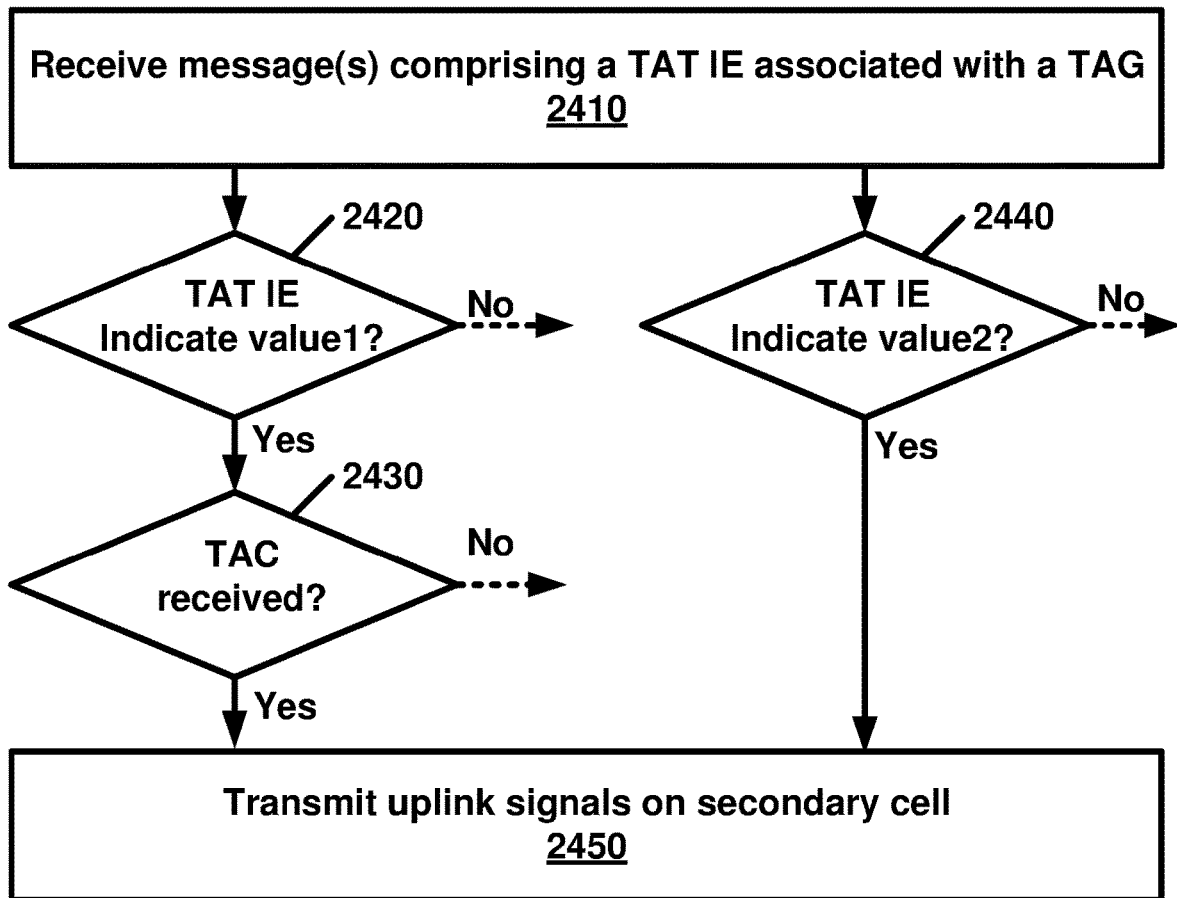 Receive message(s) comprising a TAT IE associated with a TAG
2410
2420
TAT IE
Indicate value1?
No
Yes
2440
TAT IE
Indicate value2?
No
Yes
2430
TAC
received?
No
Yes
Transmit uplink signals on secondary cell
2450